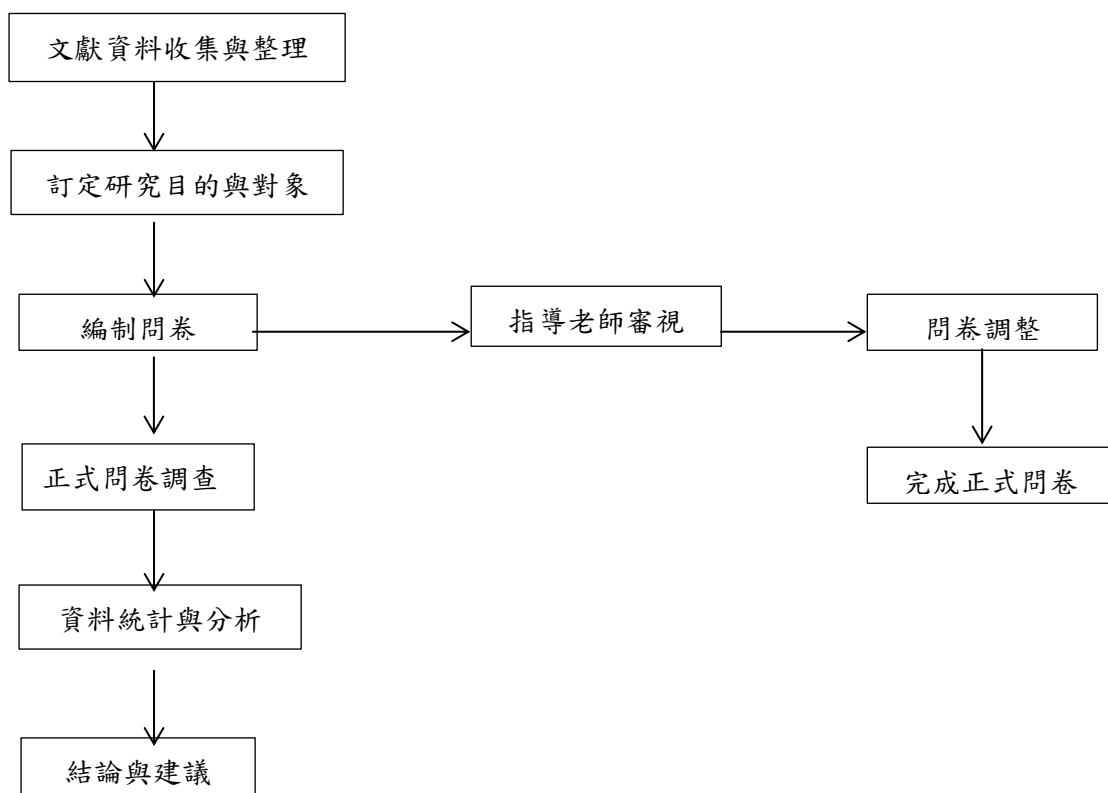 文獻資料收集與整理
訂定研究目的與對象
編制問卷
指導老師審視
問卷調整
正式問卷調查
完成正式問卷
資料統計與分析
結論與建議